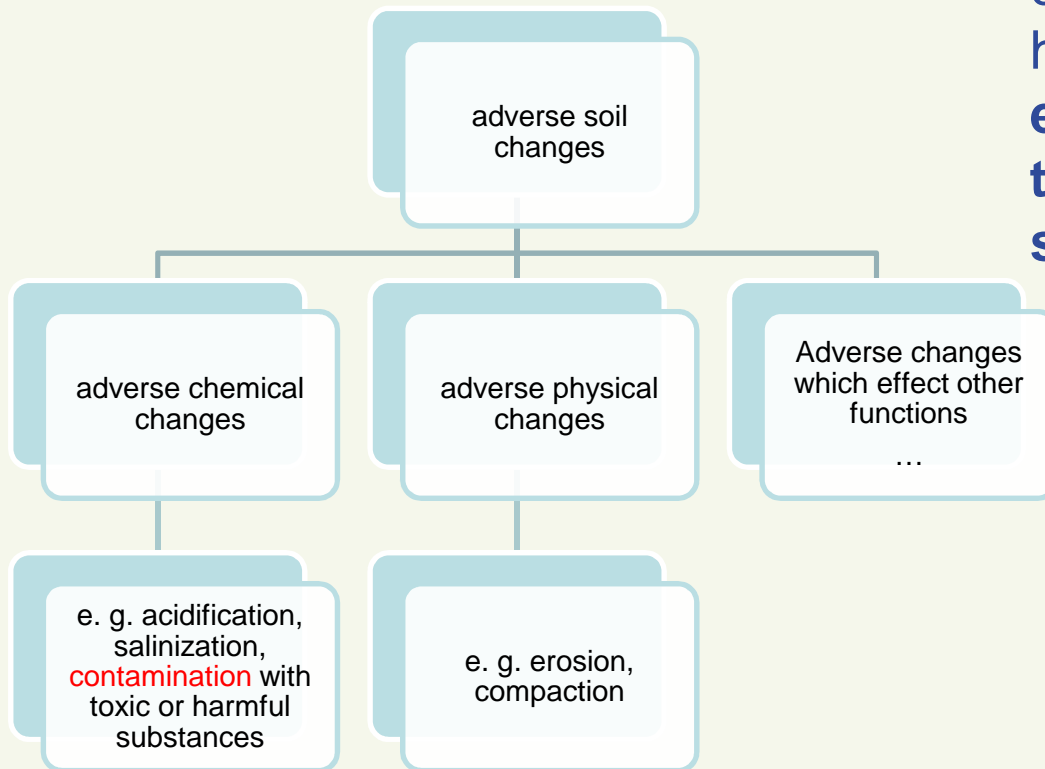 adverse soil
changes
adverse chemical
changes
adverse physical
changes
Adverse changes
which effect other
functions
...
e. g. acidification,
salinization,
contamination with
toxic or harmful
substances
e. g. erosion,
compaction